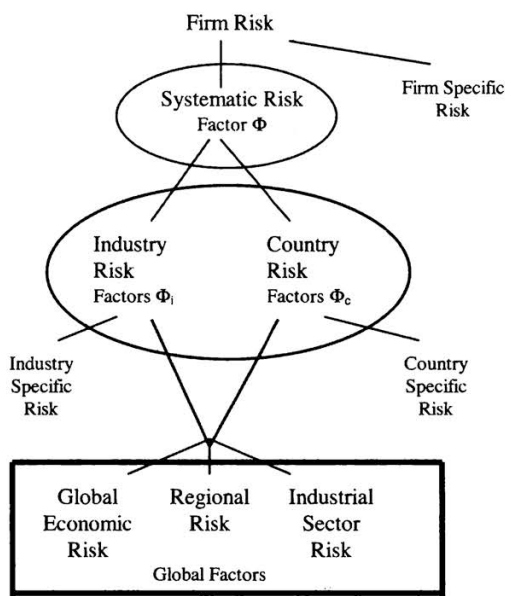 Firm Risk
Firm Specific
Risk
Systematic Risk
Factor Φ
Industry
Risk
Factors Φi
Country
Risk
Factors Φc
Industry
Specific
Risk
Country
Specific
Risk
Global
Economic
Risk
Regional
Risk
Industrial
Sector
Risk
Global Factors